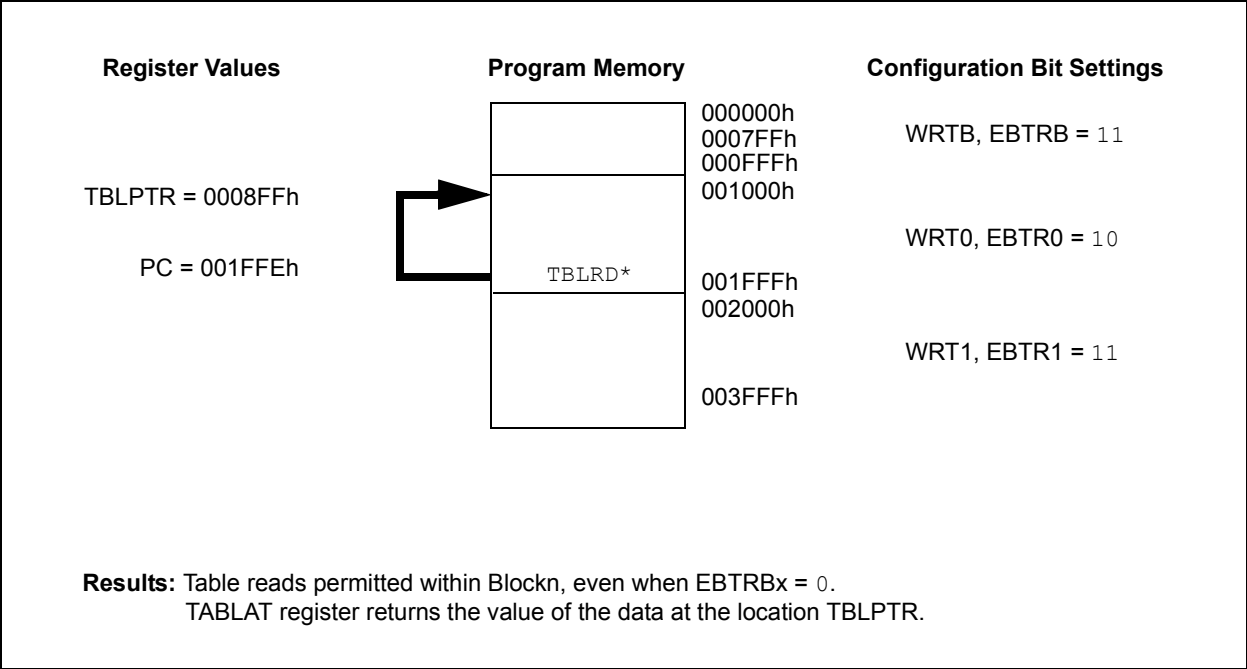 Register Values Program Memory Configuration Bit Settings
000000h
0007FFh
WRTB, EBTRB = 11
000FFFh
TBLPTR = 0008FFh
001000h
WRT0, EBTR0 = 10
PC = 001FFEh
TBLRD*
001FFFh
002000h
WRT1, EBTR1 = 11
003FFFh
Results: Table reads permitted within Blockn, even when EBTRBx = 0.
TABLAT register returns the value of the data at the location TBLPTR.